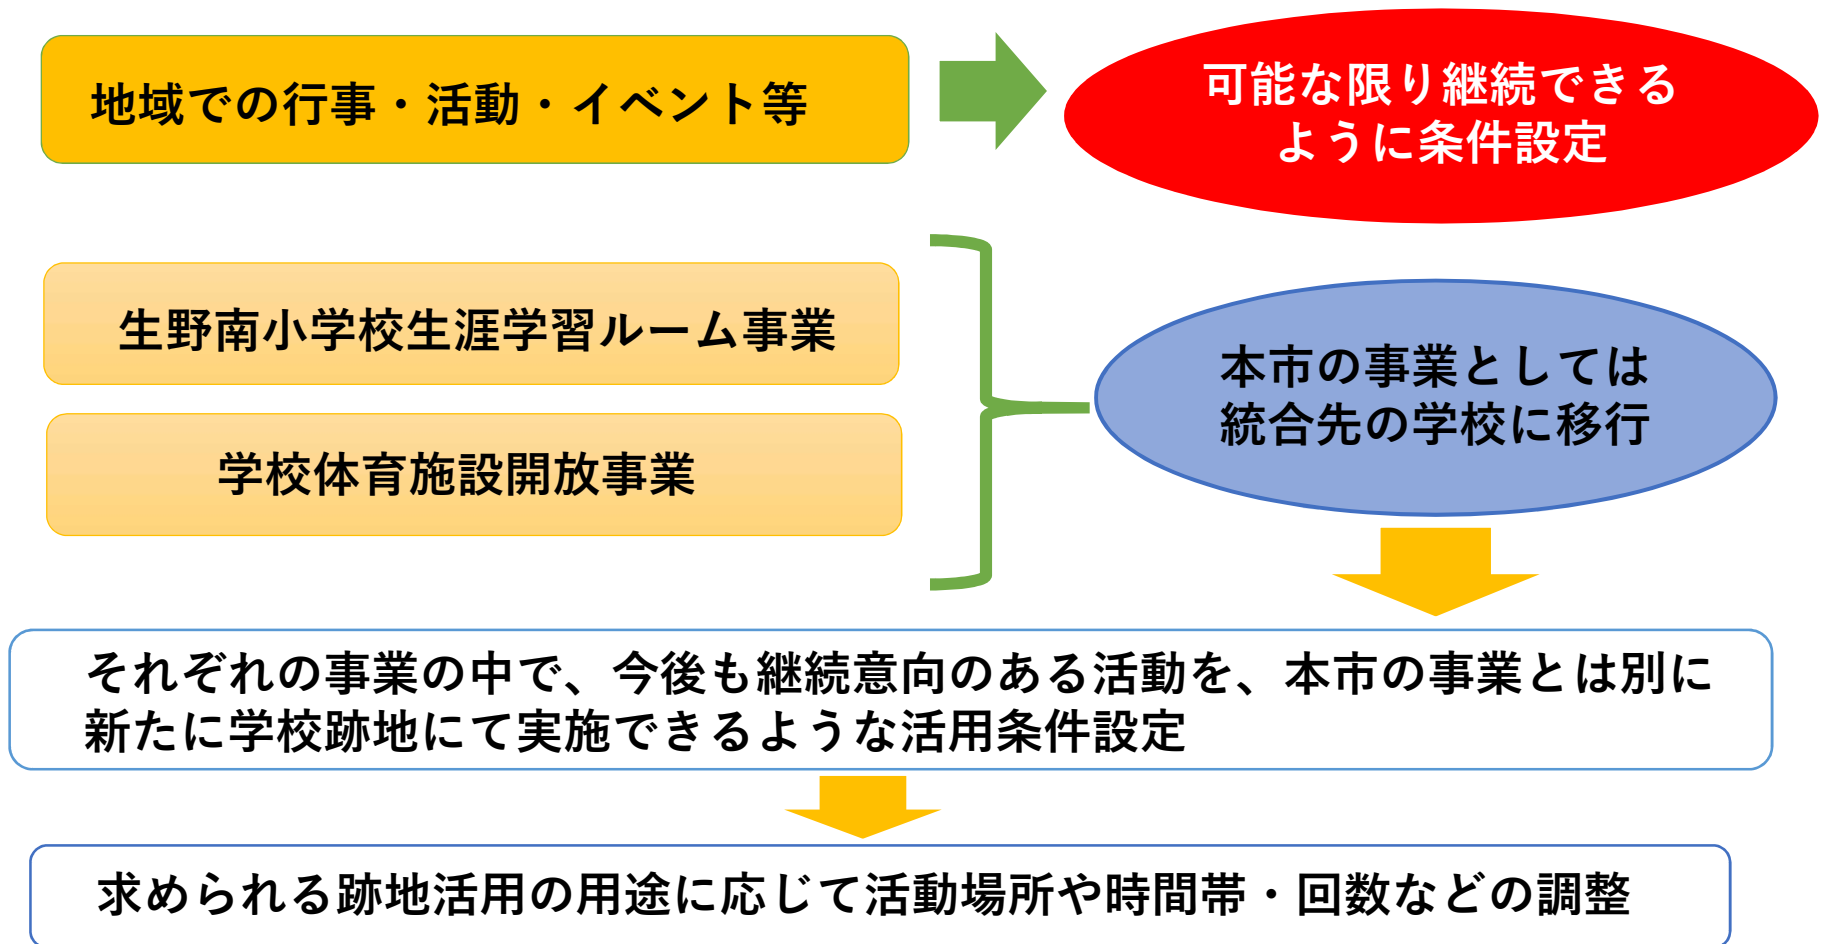 地域での行事・活動・イベント等
可能な限り継続できる
ように条件設定
生野南小学校生涯学習ルーム事業
学校体育施設開放事業
本市の事業としては
統合先の学校に移行
それぞれの事業の中で、今後も継続意向のある活動を、本市の事業とは別に
新たに学校跡地にて実施できるような活用条件設定
求められる跡地活用の用途に応じて活動場所や時間帯・回数などの調整